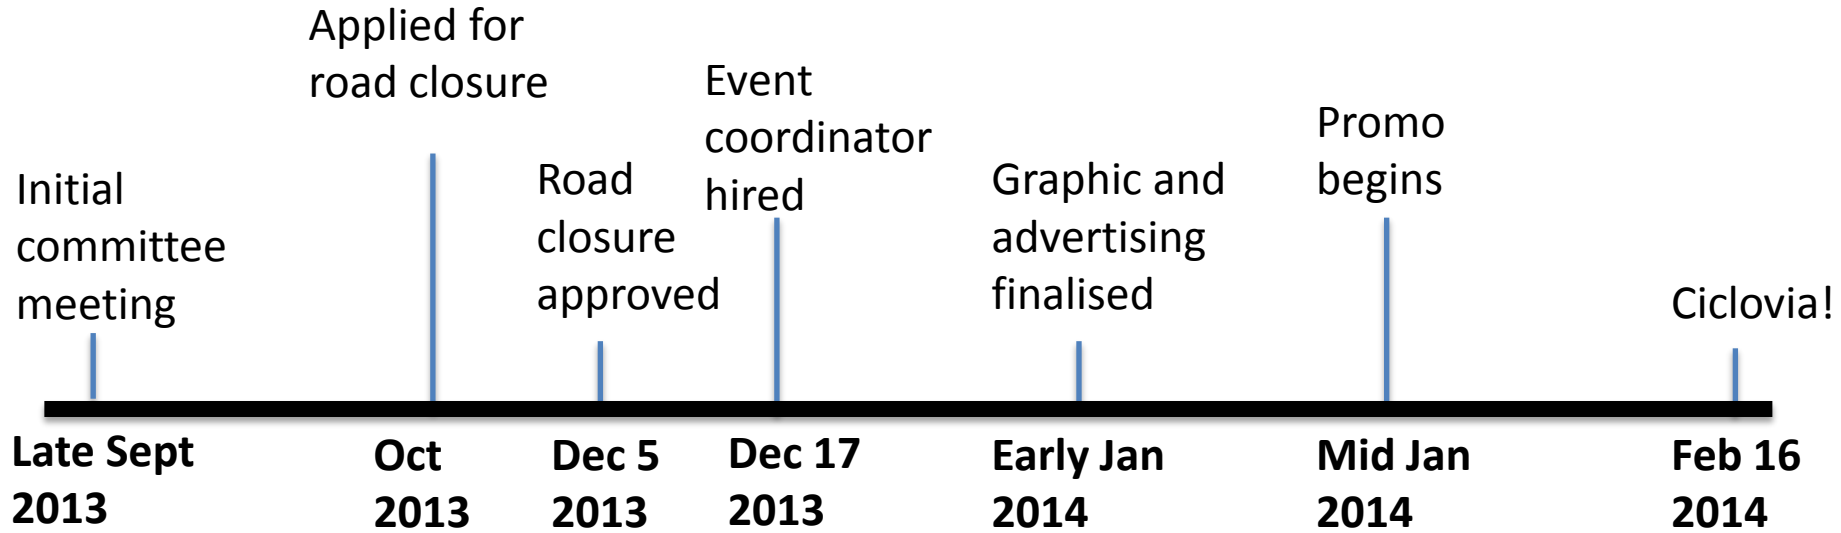 Applied for
road closure
Event
coordinator
hired
Promo
begins
Initial
committee
meeting
Road
closure
approved
Graphic and
advertising
finalised
Ciclovia!
Late Sept
2013
Oct
2013
Dec 5
2013
Dec 17
2013
Early Jan
2014
Mid Jan
2014
Feb 16
2014